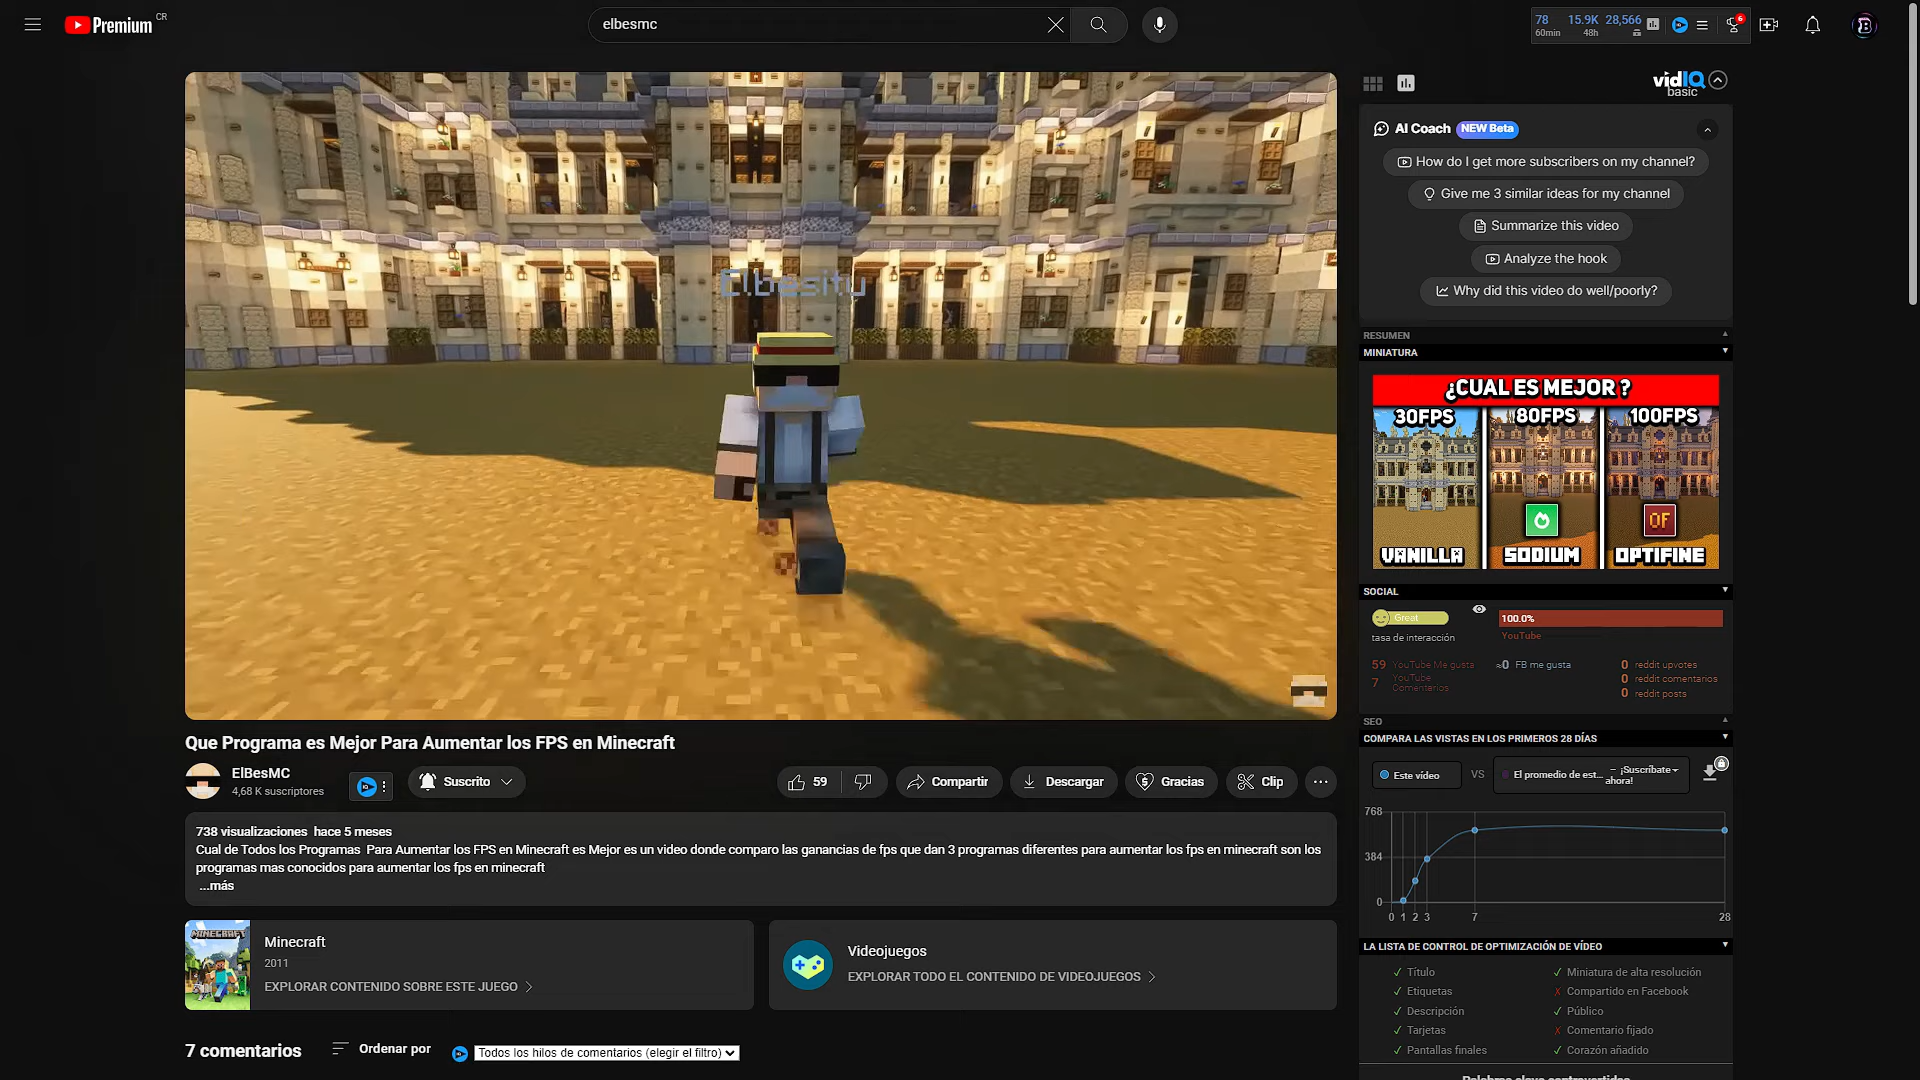 Premium CR
elbesmc
78 15.9K 28,566
60min 48h
6
vidIQ
basic
AI Coach NEW Beta
How do I get more subscribers on my channel?
Give me 3 similar ideas for my channel
Summarize this video
Analyze the hook
Why did this video do well/poorly?
RESUMEN
MINIATURA
¿CUAL ES MEJOR ?
30FPS 80FPS 100FPS
OF
VANILLA SODIUM OPTIFINE
SOCIAL
Great
100.0%
tasa de interacción
YouTube
59 YouTube Me gusta
≈0 FB me gusta
0 reddit upvotes
7 YouTube Comentarios
0 reddit comentarios
0 reddit posts
SEO
COMPARA LAS VISTAS EN LOS PRIMEROS 28 DÍAS
Este vídeo VS El promedio de est... – ¡Suscríbate ahora!
768
384
0
0 1 2 3 7 28
LA LISTA DE CONTROL DE OPTIMIZACIÓN DE VÍDEO
✓ Título ✓ Miniatura de alta resolución
✓ Etiquetas ✗ Compartido en Facebook
✓ Descripción ✓ Público
✓ Tarjetas ✗ Comentario fijado
✓ Pantallas finales ✓ Corazón añadido
Elbesitu
Que Programa es Mejor Para Aumentar los FPS en Minecraft
ElBesMC
4,68 K suscriptores
Suscrito
59
Compartir
Descargar
Gracias
Clip
738 visualizaciones hace 5 meses
Cual de Todos los Programas Para Aumentar los FPS en Minecraft es Mejor es un video donde comparo las ganancias de fps que dan 3 programas diferentes para aumentar los fps en minecraft son los
programas mas conocidos para aumentar los fps en minecraft
...más
MINECRAFT
Minecraft
2011
EXPLORAR CONTENIDO SOBRE ESTE JUEGO
Videojuegos
EXPLORAR TODO EL CONTENIDO DE VIDEOJUEGOS
7 comentarios
Ordenar por
Todos los hilos de comentarios (elegir el filtro)